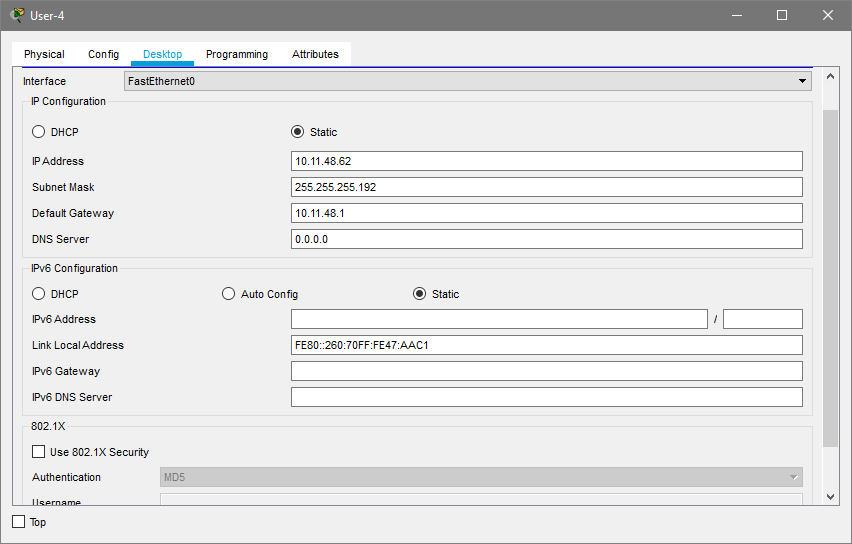 User-4
Physical Config Desktop Programming Attributes
Interface FastEthernet0
IP Configuration
DHCP Static
IP Address 10.11.48.62
Subnet Mask 255.255.255.192
Default Gateway 10.11.48.1
DNS Server 0.0.0.0
IPv6 Configuration
DHCP Auto Config Static
IPv6 Address /
Link Local Address FE80::260:70FF:FE47:AAC1
IPv6 Gateway
IPv6 DNS Server
802.1X
Use 802.1X Security
Authentication MD5
Username
Top